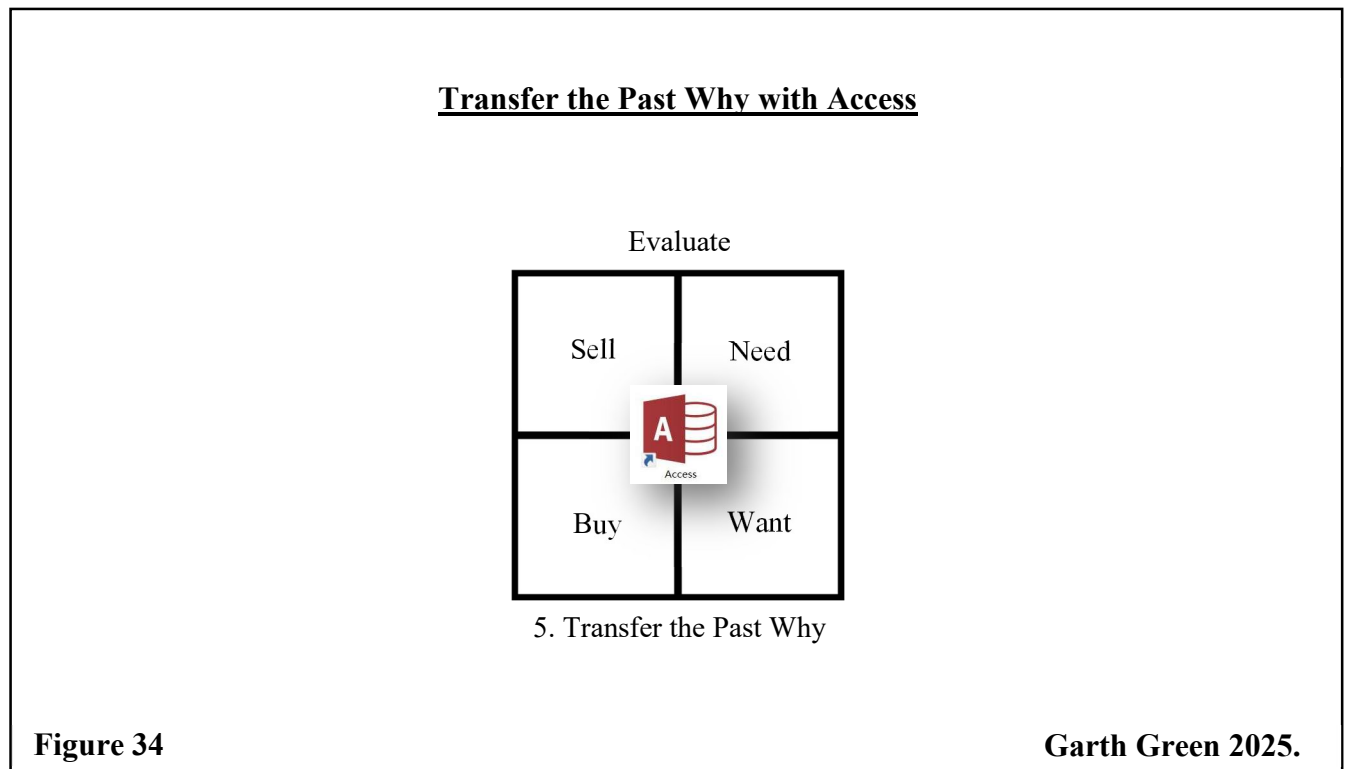 Transfer the Past Why with Access
Evaluate
Sell Need
A
Access
Buy Want
5. Transfer the Past Why
Figure 34 Garth Green 2025.